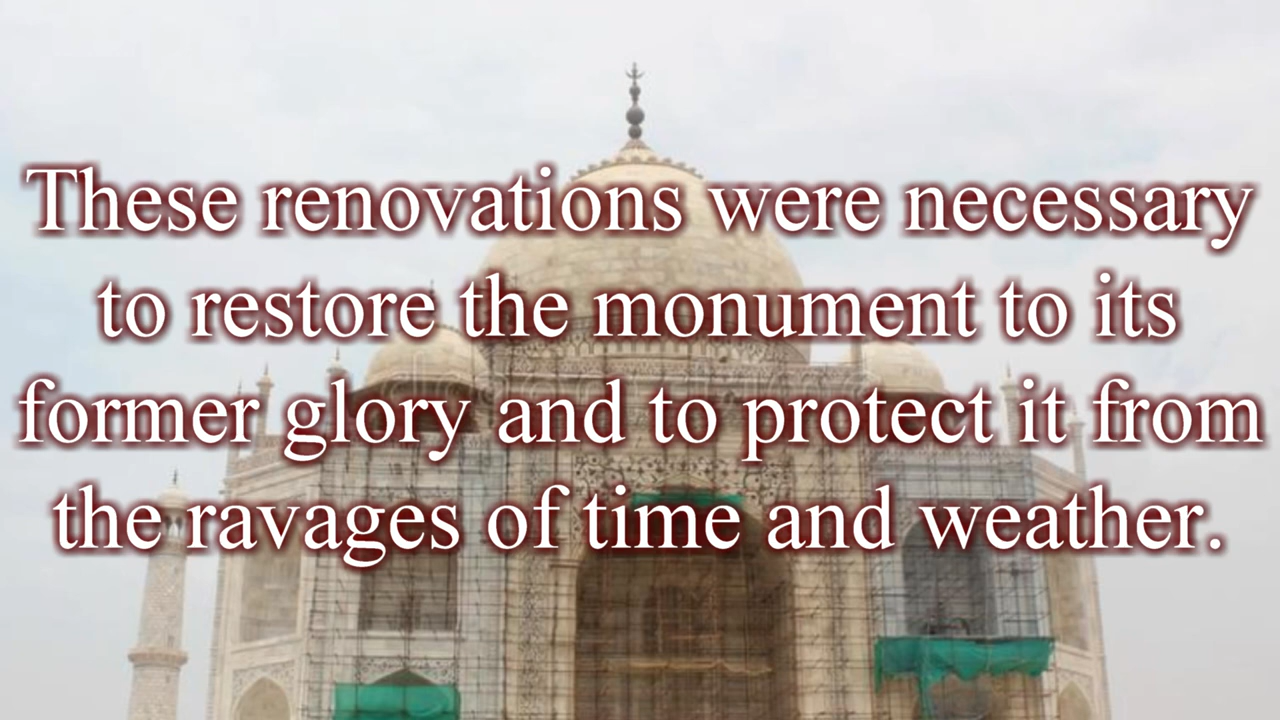 These renovations were necessary
to restore the monument to its
former glory and to protect it from
the ravages of time and weather.